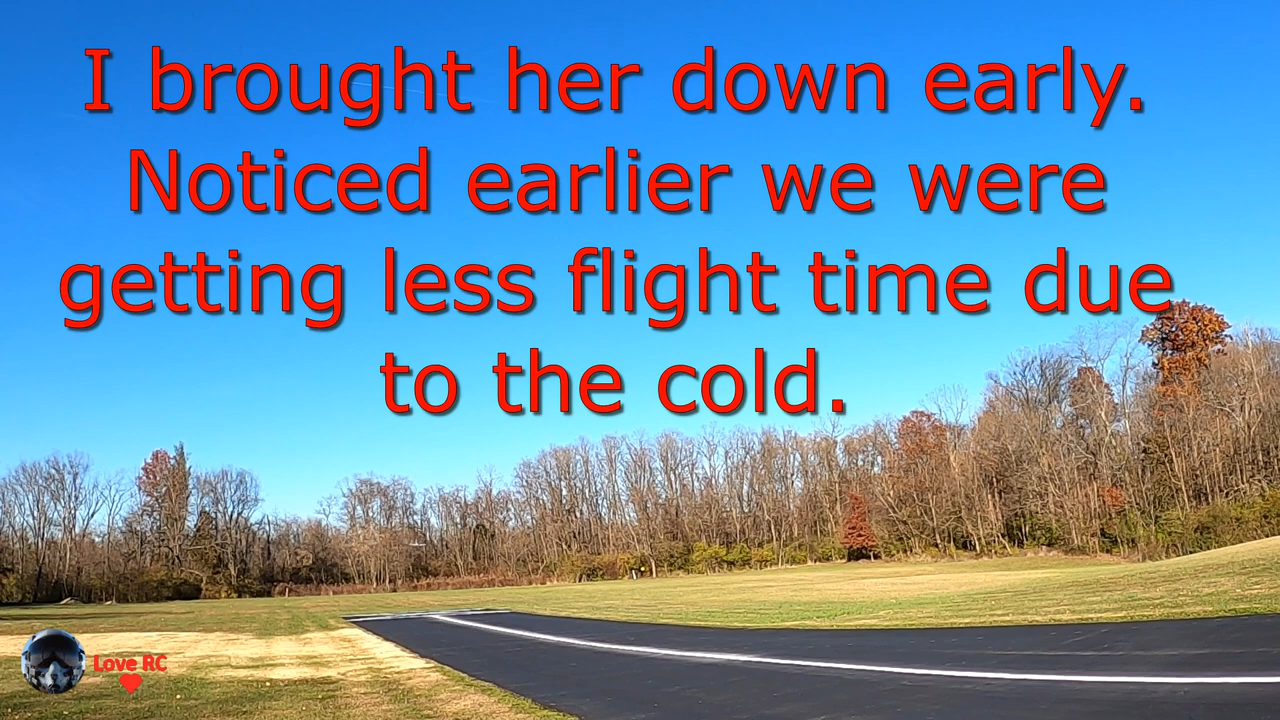 I brought her down early.
Noticed earlier we were
getting less flight time due
to the cold.
Love RC